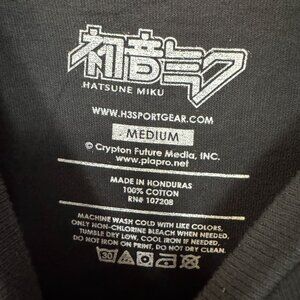 初音ミク
HATSUNE MIKU
WWW.H3SPORTGEAR.COM
MEDIUM
© Crypton Future Media, INC.
www.piapro.net
MADE IN HONDURAS
100% COTTON
RN# 107208
MACHINE WASH COLD WITH LIKE COLORS,
ONLY NON-CHLORINE BLEACH WHEN NEEDED,
TUMBLE DRY LOW, COOL IRON IF NEEDED,
DO NOT IRON ON PRINT, DO NOT DRY CLEAN.
30